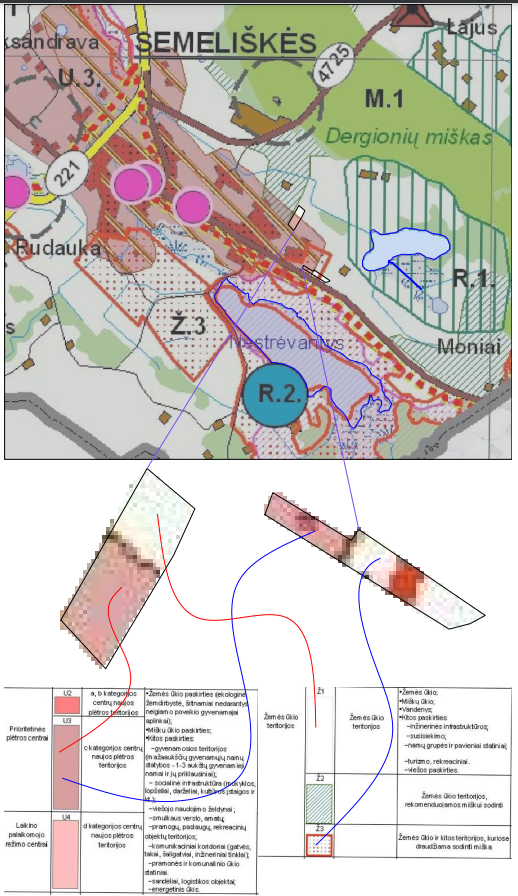 SEMELIŠKĖS
Lajus
ksandrava
4725
U.3.
M.1
Dergionių miškas
221
Rudauka
R.1.
Ž.3
Nestrėvantys
Moniai
s
R.2.
Prioritetinės
plėtros centrai
U2
a, b kategorijos
centrų naujos
plėtros teritorijos
U3
c kategorijos centrų
naujos plėtros
teritorijos
•Žemės ūkio paskirties (ekologinė
žemdirbystė, šiltnamiai nedarantys
neigiamo poveikio gyvenamajai
aplinkai);
•Miškų ūkio paskirties;
•Kitos paskirties:
–gyvenamosios teritorijos
(mažaaukščių gyvenamųjų namų
statybos - 1-3 aukštų gyvenamieji
namai ir jų priklausiniai);
– socialinė infrastruktūra (mokyklos,
lopšeliai, darželiai, kultūros įstaigos ir
kt.);
–viešojo naudojimo želdynai;
–smulkaus verslo, amatų;
–pramogų, paslaugų, rekreacinių
objektų teritorijos;
–komunikaciniai koridoriai (gatvės,
takai, šaligatviai, inžineriniai tinklai);
–pramonės ir komunalinio ūkio
statiniai.
–sandėliai, logistikos objektai;
–energetinis ūkis.
Laikino
palaikomojo
režimo centrai
U4
d kategorijos centrų
naujos plėtros
teritorijos
Žemės ūkio
teritorijos
Ž1
Žemės ūkio
teritorijos
•Žemės ūkio;
•Miškų ūkio;
•Vandenys;
•Kitos paskirties:
–inžinerinės infrastruktūros;
–susisiekimo;
–namų grupės ir pavieniai statiniai;
–turizmo, rekreaciniai.
–viešos paskirties.
Ž2
Žemės ūkio teritorijos,
rekomenduojamos miškui sodinti
Ž3
Žemės ūkio ir kitos teritorijos, kuriose
draudžiama sodinti mišką